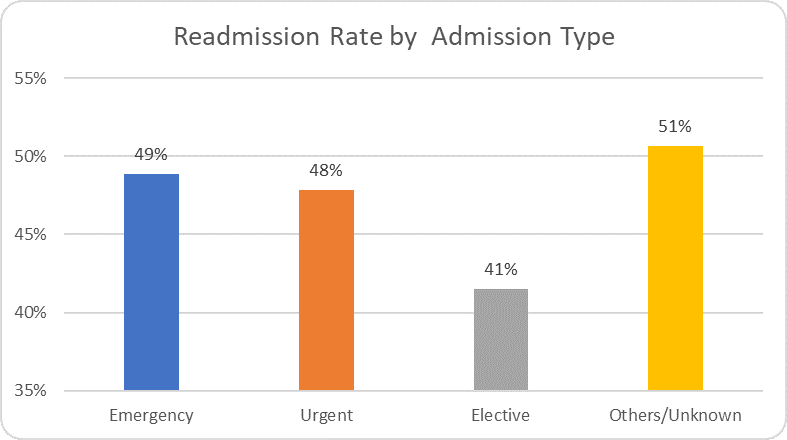 Readmission Rate by  Admission Type
55%
50%
45%
40%
35%
49%
48%
41%
51%
Emergency
Urgent
Elective
Others/Unknown